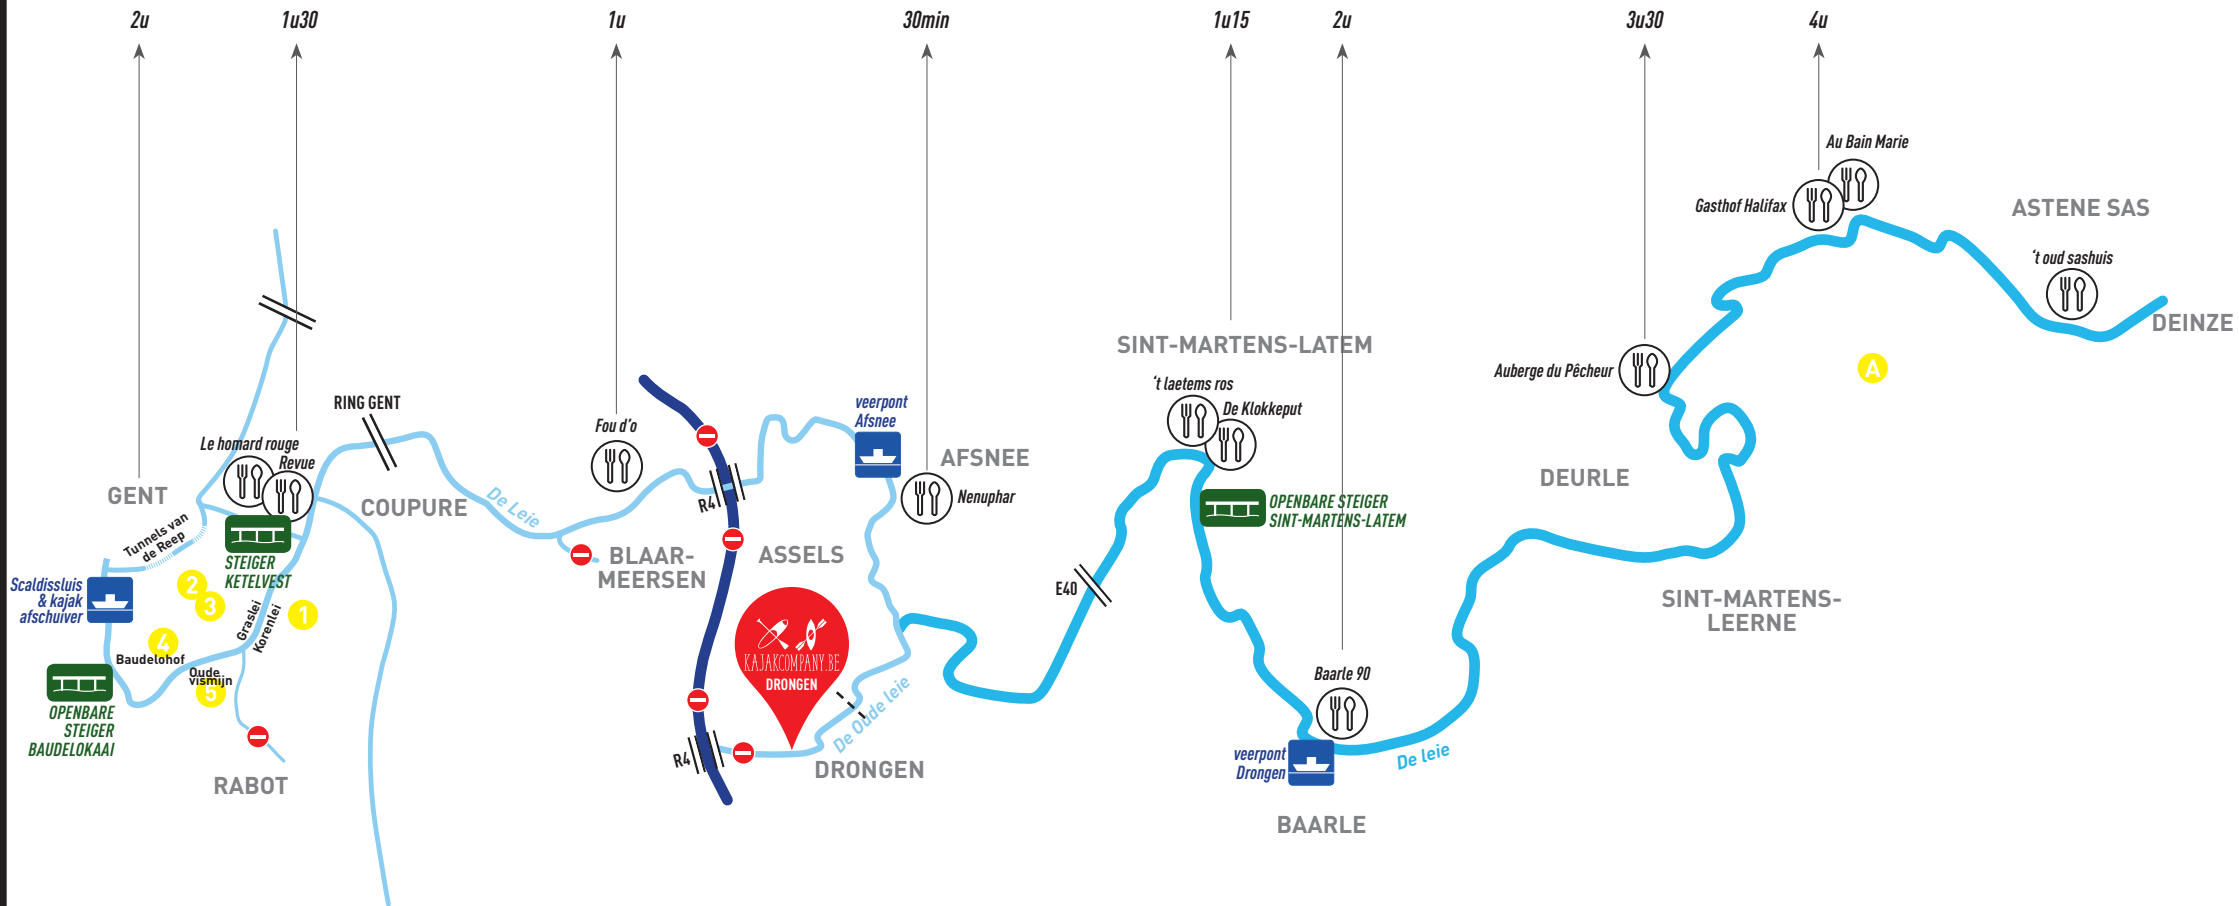 2u
1u30
1u
30min
1u15
2u
3u30
4u
Au Bain Marie
Gasthof Halifax
ASTENE SAS
't oud sashuis
DEINZE
A
SINT-MARTENS-LATEM
't laetems ros
De Klokkeput
Auberge du Pêcheur
RING GENT
Le homard rouge
Revue
Fou d'o
veerpont
Afsnee
AFSNEE
Nenuphar
GENT
COUPURE
De Leie
R4
OPENBARE STEIGER
SINT-MARTENS-LATEM
DEURLE
Tunnels van
de Reep
STEIGER
KETELVEST
BLAAR-
MEERSEN
ASSELS
E40
Scaldissluis
& kajak
afschuiver
2
3
1
Graslei
Korenlei
4
Baudelohof
Oude
vismijn
5
SINT-MARTENS-
LEERNE
KAJAKCOMPANY.BE
DRONGEN
Baarle 90
De Oude leie
OPENBARE
STEIGER
BAUDELOKAAI
RABOT
R4
DRONGEN
veerpont
Drongen
De leie
BAARLE